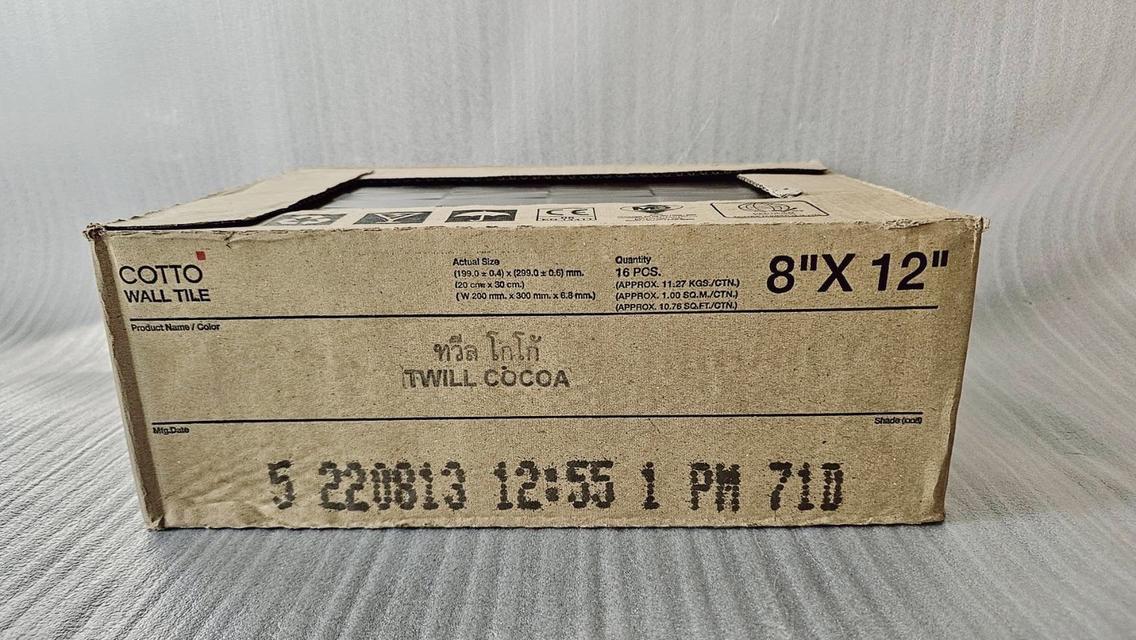 COTTO
WALL TILE
Actual Size
(199.0 ± 0.4) x (299.0 ± 0.6) mm.
(20 cms x 30 cm.)
( W 200 mm. x 300 mm. x 6.8 mm.)
Quantity
16 PCS.
(APPROX. 11.27 KGS./CTN.)
(APPROX. 1.00 SQ.M./CTN.)
(APPROX. 10.76 SQ.FT./CTN.)
8"X 12"
Product Name / Color
ทวีล โกโก้
TWILL COCOA
Mfg.Date
Shade
5 220813 12:55 1 PM 71D
CE